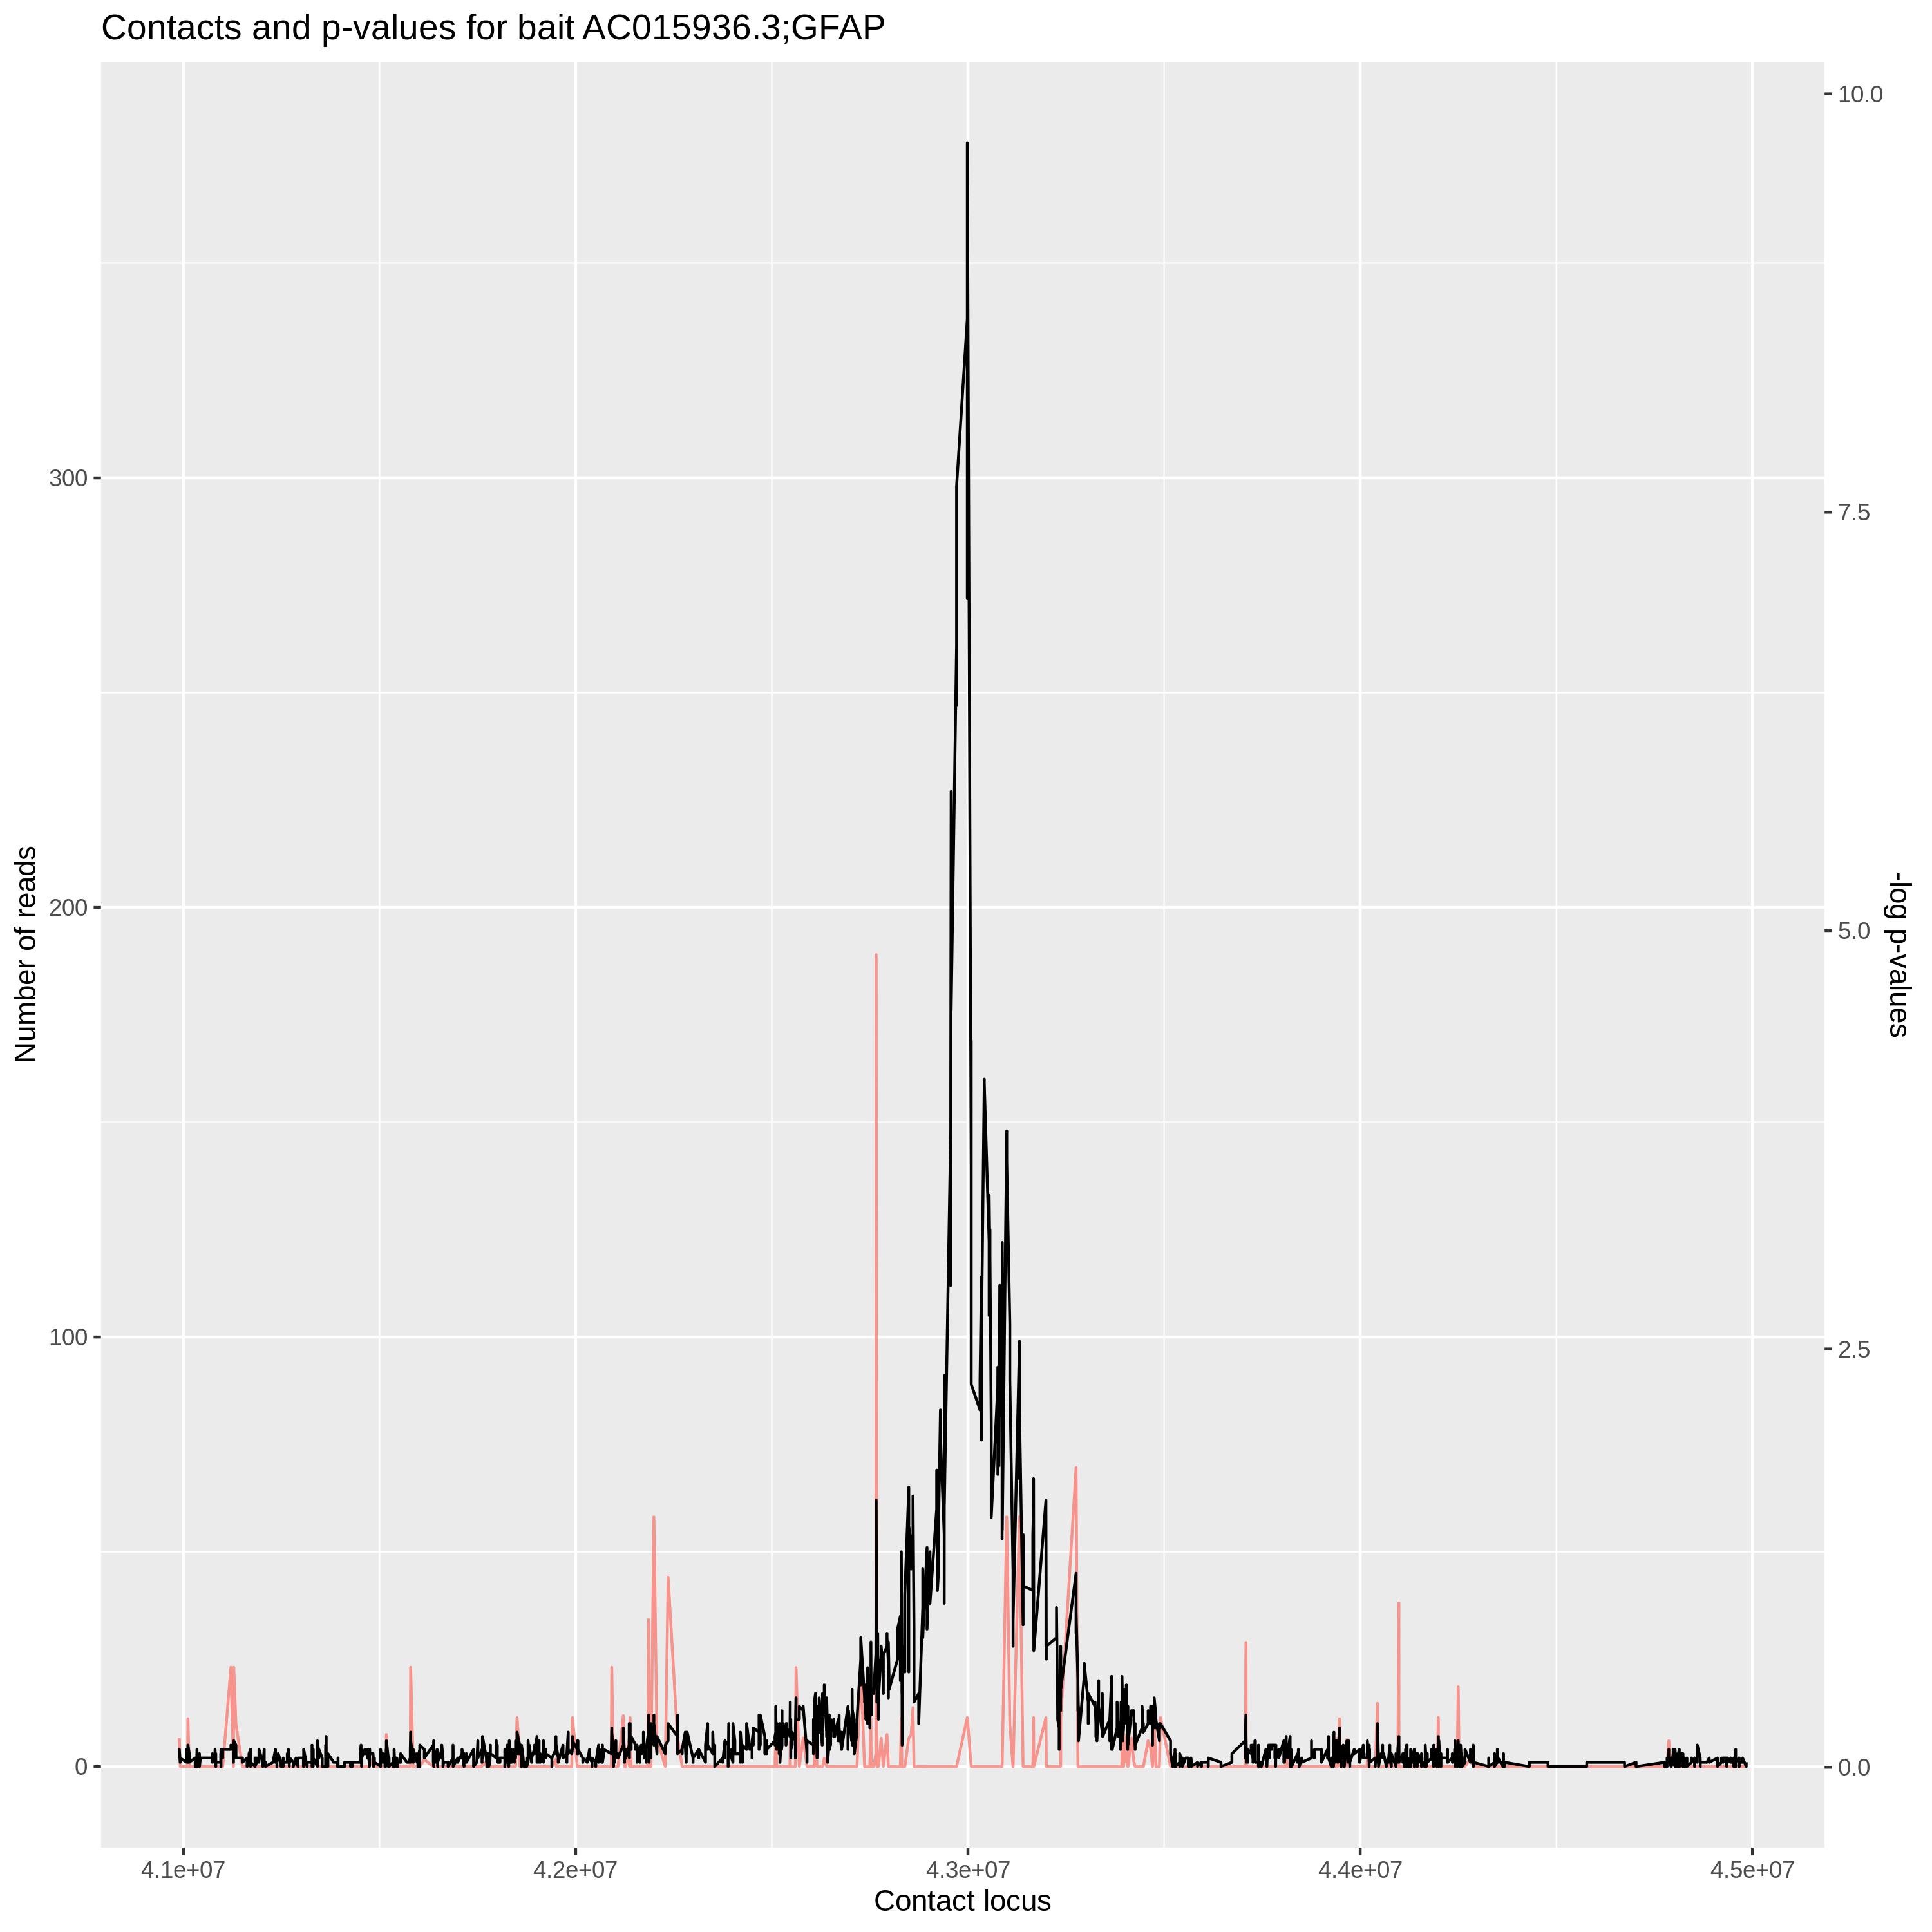 Contacts and p-values for bait AC015936.3;GFAP
10.0
7.5
5.0
2.5
0.0
-log p-values
300
200
100
0
Number of reads
4.1e+07
4.2e+07
4.3e+07
4.4e+07
4.5e+07
Contact locus